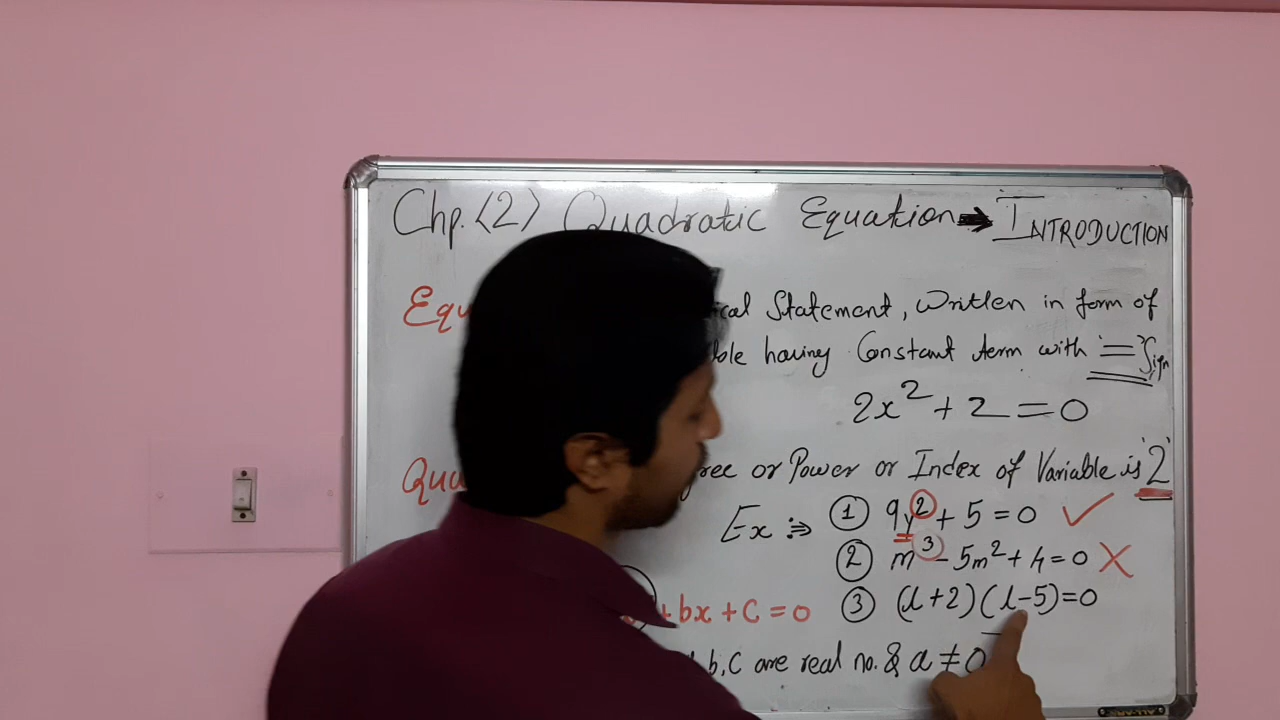 Chp.<2> Quadratic Equation → INTRODUCTION
Equ cal Statement, Written in form of
ble having Constant term with '=' Sign
2x² + 2 = 0
Qua ree or Power or Index of Variable is '2'
Ex ⇒ ① 9y² + 5 = 0 ✓
② m³ - 5m² + 4 = 0 ✗
+bx + C = 0 ③ (l+2)(l-5)=0
b, C are real no. & a ≠ 0